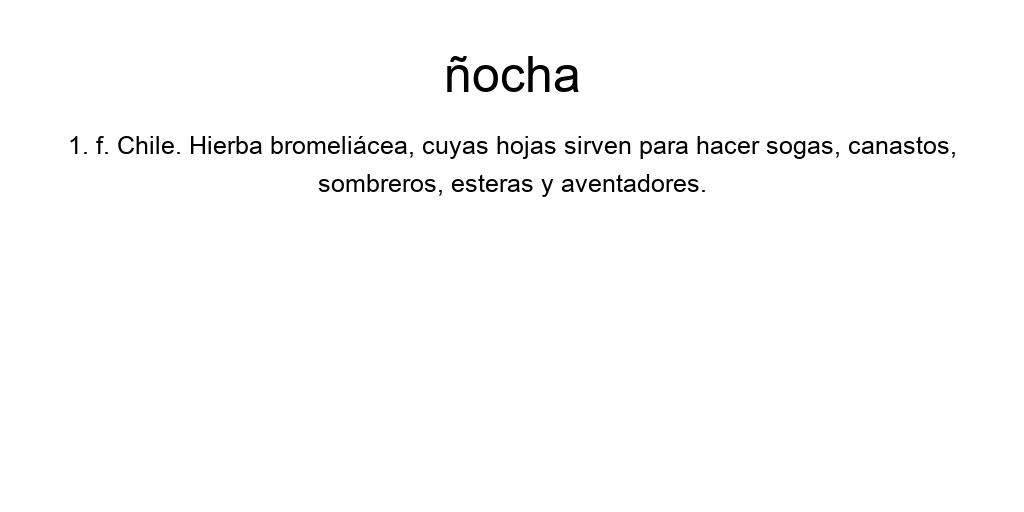 ñocha
1. f. Chile. Hierba bromeliácea, cuyas hojas sirven para hacer sogas, canastos,
sombreros, esteras y aventadores.